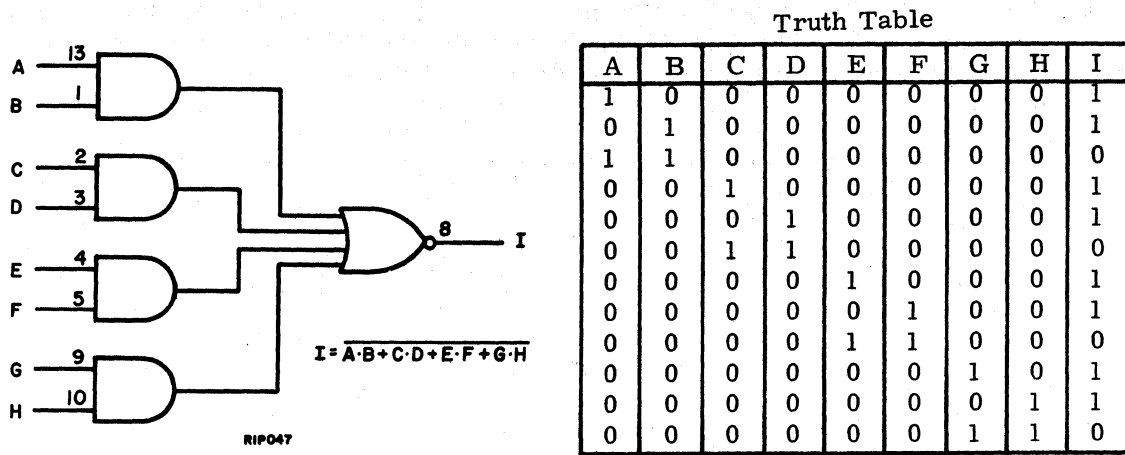 Truth Table
A 13
B 1
C 2
D 3
E 4
F 5
G 9
H 10
8 I
I = \overline{A·B+C·D+E·F+G·H}
RIP047
A B C D E F G H I
1 0 0 0 0 0 0 0 1
0 1 0 0 0 0 0 0 1
1 1 0 0 0 0 0 0 0
0 0 1 0 0 0 0 0 1
0 0 0 1 0 0 0 0 1
0 0 1 1 0 0 0 0 0
0 0 0 0 1 0 0 0 1
0 0 0 0 0 1 0 0 1
0 0 0 0 1 1 0 0 0
0 0 0 0 0 0 1 0 1
0 0 0 0 0 0 0 1 1
0 0 0 0 0 0 1 1 0